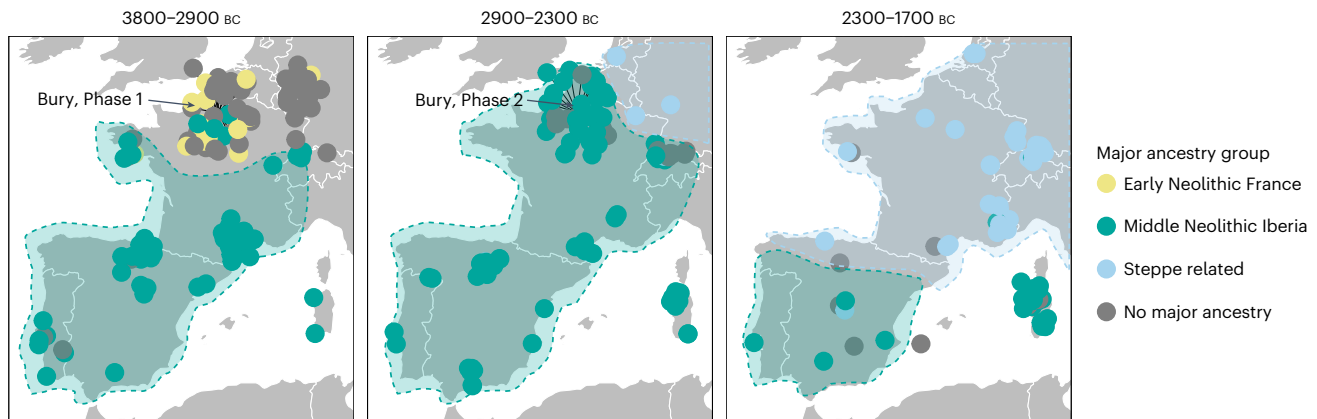 3800–2900 BC
2900–2300 BC
2300–1700 BC
Bury, Phase 1
Bury, Phase 2
Major ancestry group
Early Neolithic France
Middle Neolithic Iberia
Steppe related
No major ancestry